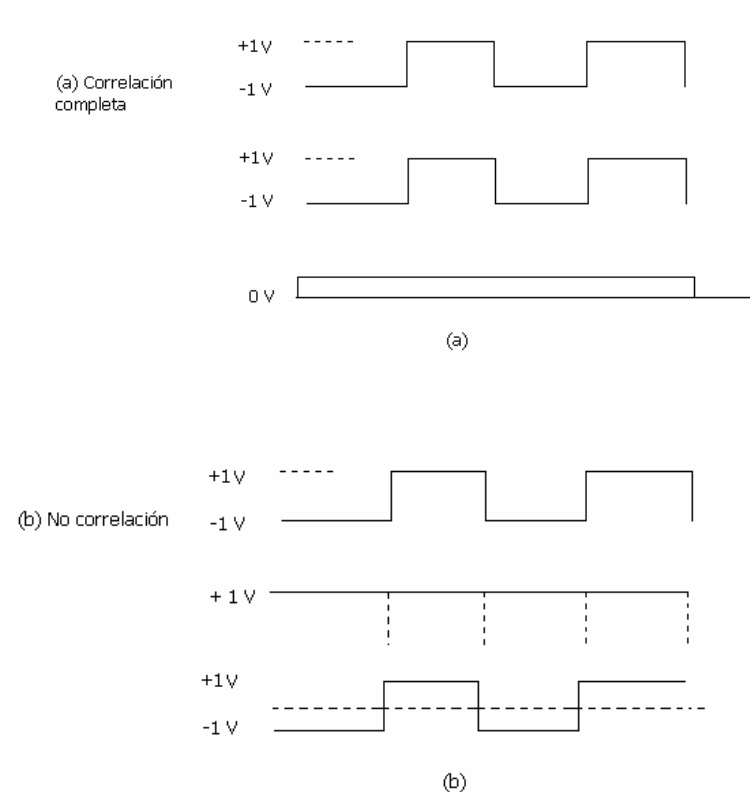 +1V
(a) Correlación
completa
-1 V
+1V
-1 V
0 V
(a)
+1V
(b) No correlación
-1 V
+ 1 V
+1V
-1 V
(b)